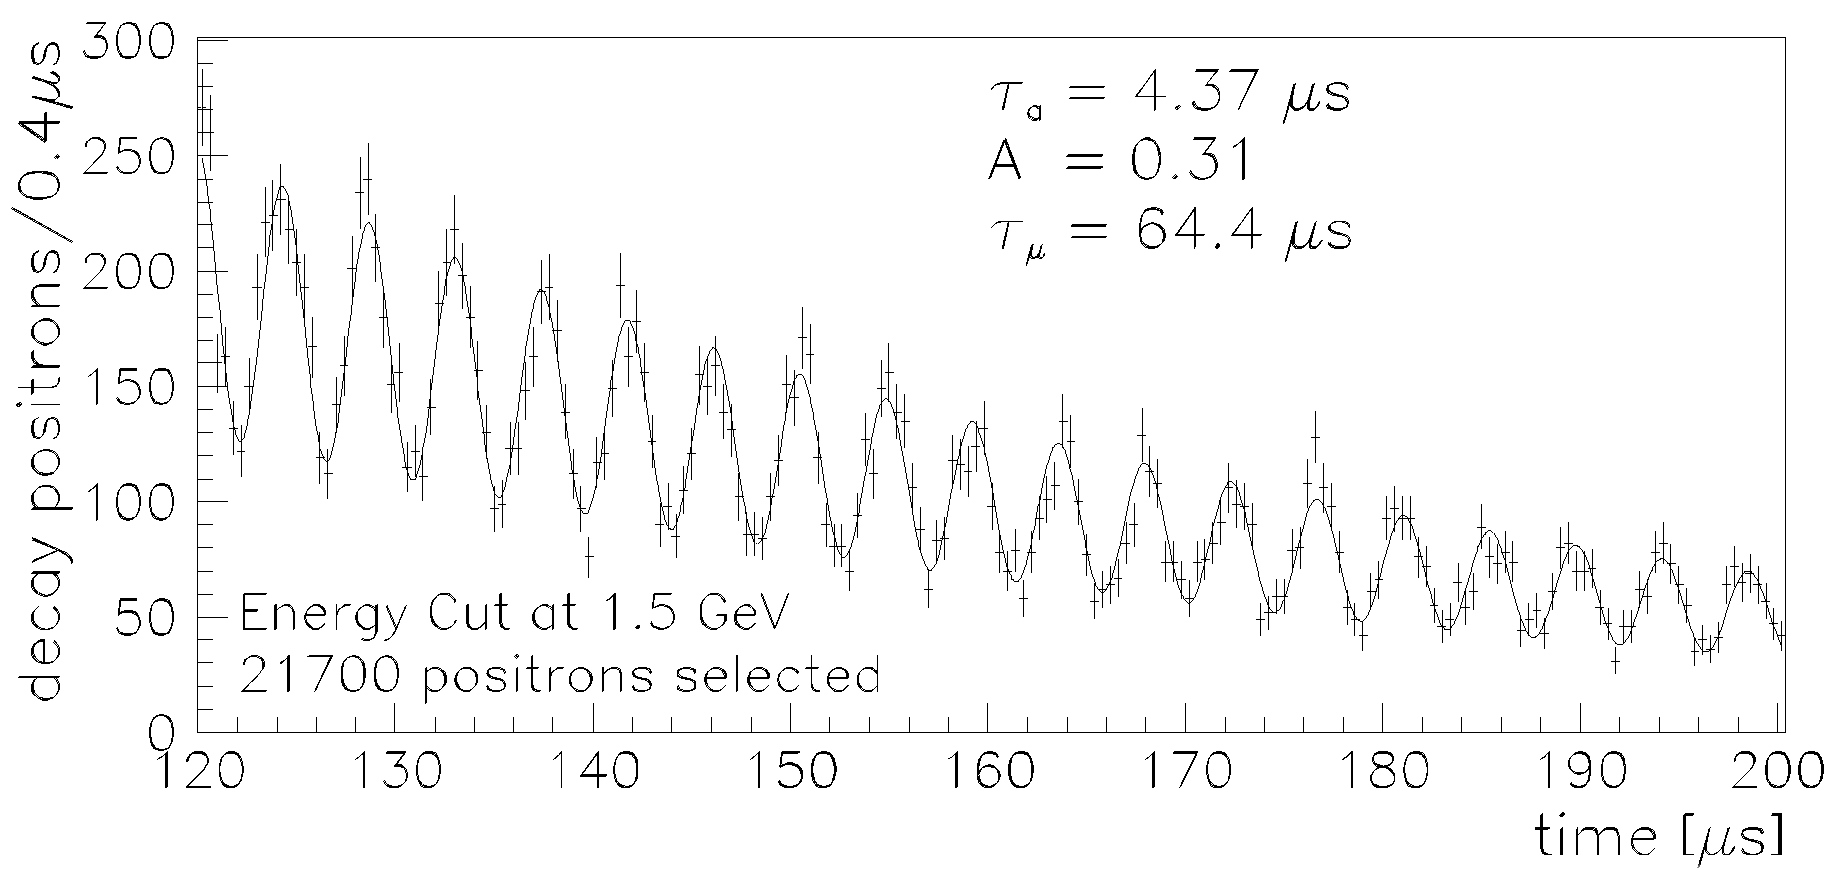 decay positrons/0.4μs
300
250
200
150
100
50
0
τa = 4.37 μs
A = 0.31
τμ = 64.4 μs
Energy Cut at 1.5 GeV
21700 positrons selected
120 130 140 150 160 170 180 190 200
time [μs]